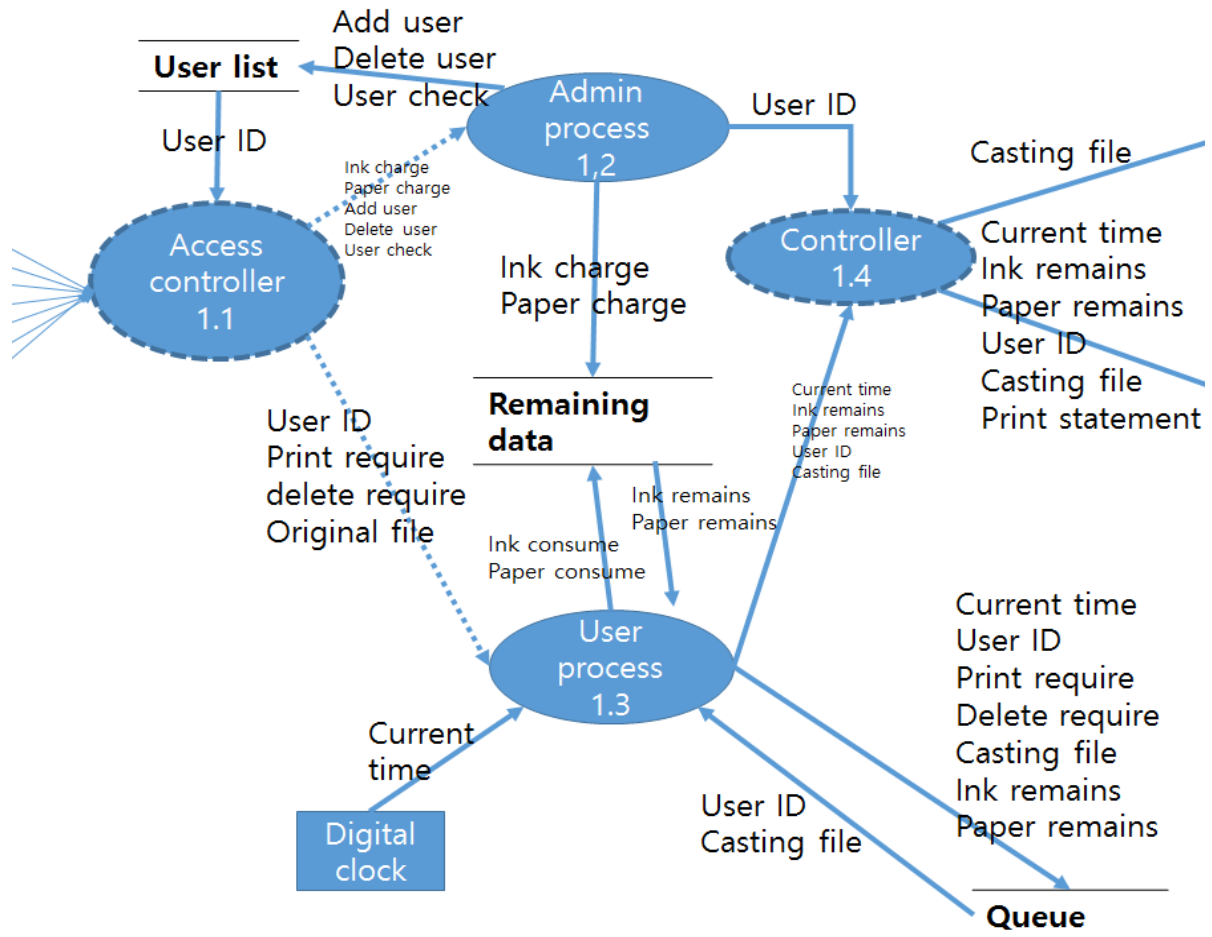 Add user
Delete user
User check
User list
User ID
Admin
process
1,2
User ID
Casting file
Ink charge
Paper charge
Add user
Delete user
User check
Access
controller
1.1
Controller
1.4
Current time
Ink remains
Paper remains
User ID
Casting file
Print statement
Ink charge
Paper charge
Remaining
data
Current time
Ink remains
Paper remains
User ID
Casting file
User ID
Print require
delete require
Original file
Ink remains
Paper remains
Ink consume
Paper consume
User
process
1.3
Current time
User ID
Print require
Delete require
Casting file
Ink remains
Paper remains
Current
time
User ID
Casting file
Digital
clock
Queue